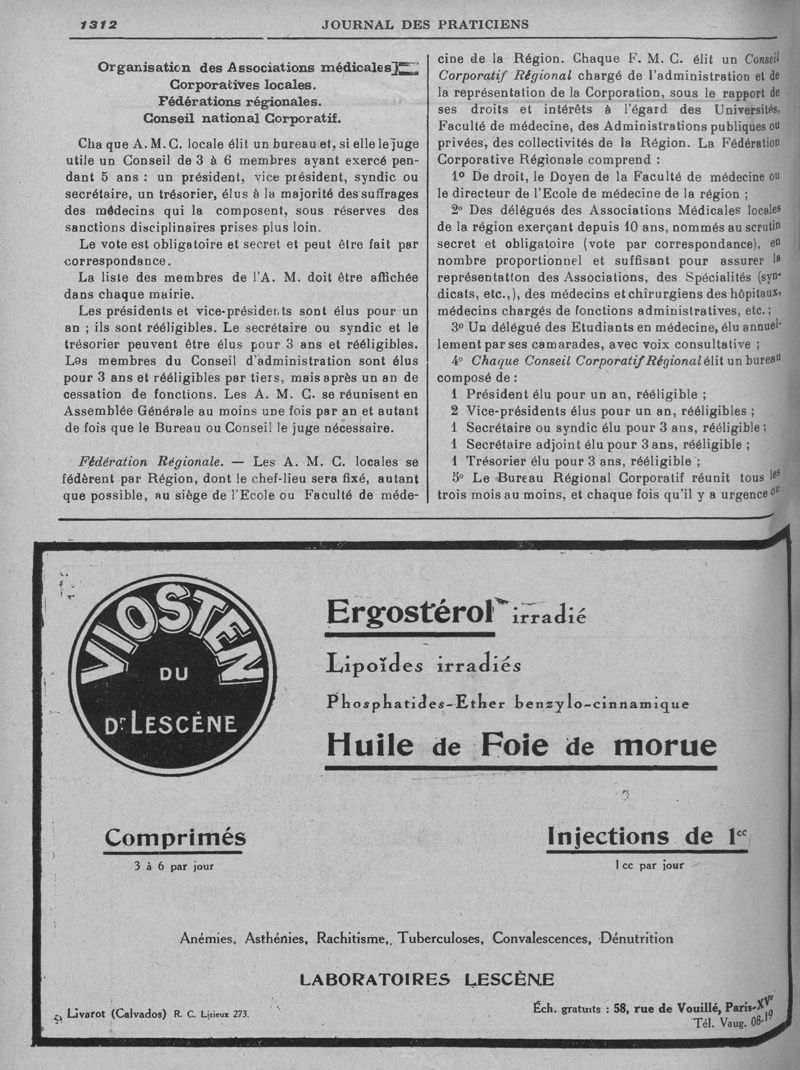 1312
JOURNAL DES PRATICIENS
Organisation des Associations médicales
Corporatives locales.
Fédérations régionales.
Conseil national Corporatif.
Chaque A. M. C. locale élit un bureau et, si elle le juge
utile un Conseil de 3 à 6 membres ayant exercé pen-
dant 5 ans : un président, vice président, syndic ou
secrétaire, un trésorier, élus à la majorité des suffrages
des médecins qui la composent, sous réserves des
sanctions disciplinaires prises plus loin.
Le vote est obligatoire et secret et peut être fait par
correspondance.
La liste des membres de l'A. M. doit être affichée
dans chaque mairie.
Les présidents et vice-présidents sont élus pour un
an ; ils sont rééligibles. Le secrétaire ou syndic et le
trésorier peuvent être élus pour 3 ans et rééligibles.
Les membres du Conseil d'administration sont élus
pour 3 ans et rééligibles par tiers, mais après un an de
cessation de fonctions. Les A. M. C. se réunissent en
Assemblée Générale au moins une fois par an et autant
de fois que le Bureau ou Conseil le juge nécessaire.
Fédération Régionale. — Les A. M. C. locales se
fédèrent par Région, dont le chef-lieu sera fixé, autant
que possible, au siège de l'Ecole ou Faculté de méde-
cine de la Région. Chaque F. M. C. élit un Conseil
Corporatif Régional chargé de l'administration et de
la représentation de la Corporation, sous le rapport de
ses droits et intérêts à l'égard des Universités,
Faculté de médecine, des Administrations publiques ou
privées, des collectivités de la Région. La Fédération
Corporative Régionale comprend :
1º De droit, le Doyen de la Faculté de médecine ou
le directeur de l'Ecole de médecine de la région ;
2º Des délégués des Associations Médicales locales
de la région exerçant depuis 10 ans, nommés au scrutin
secret et obligatoire (vote par correspondance), en
nombre proportionnel et suffisant pour assurer la
représentation des Associations, des Spécialités (syn-
dicats, etc.,), des médecins et chirurgiens des hôpitaux,
médecins chargés de fonctions administratives, etc. ;
3º Un délégué des Etudiants en médecine, élu annuel-
lement par ses camarades, avec voix consultative ;
4º Chaque Conseil Corporatif Régional élit un bureau
composé de :
1 Président élu pour un an, rééligible ;
2 Vice-présidents élus pour un an, rééligibles ;
1 Secrétaire ou syndic élu pour 3 ans, rééligible ;
1 Secrétaire adjoint élu pour 3 ans, rééligible ;
1 Trésorier élu pour 3 ans, rééligible ;
5º Le Bureau Régional Corporatif réunit tous les
trois mois au moins, et chaque fois qu'il y a urgence ou
VIOSTEN
DU
Dr LESCÈNE
Ergostérol irradié
Lipoïdes irradiés
Phosphatides-Ether benzylo-cinnamique
Huile de Foie de morue
Comprimés
3 à 6 par jour
Injections de 1cc
1 cc par jour
Anémies, Asthénies, Rachitisme, Tuberculoses, Convalescences, Dénutrition
LABORATOIRES LESCÈNE
Livarot (Calvados) R. C. Lisieux 273.
Éch. gratuits : 58, rue de Vouillé, Paris-XVe
Tél. Vaug. 08-19